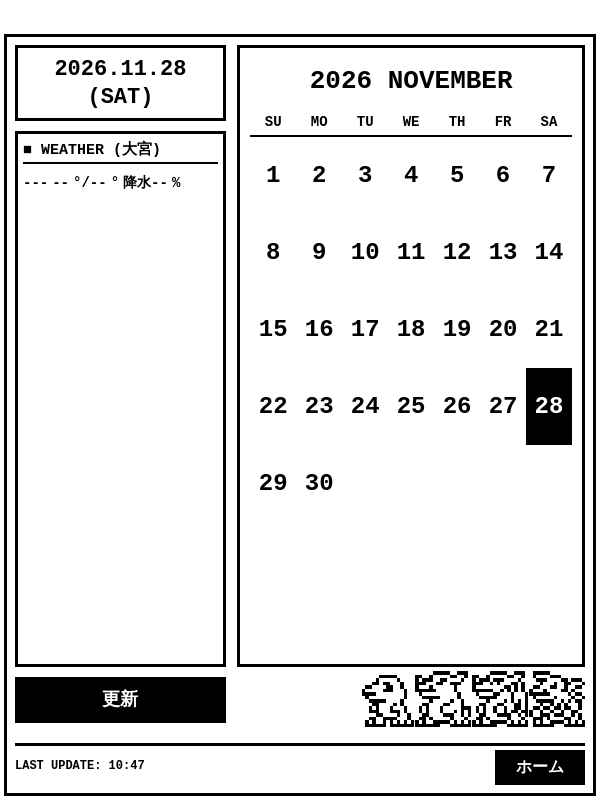 2026.11.28
(SAT)
■ WEATHER (大宮)
--- -- °/-- ° 降水-- %
2026 NOVEMBER
SU MO TU WE TH FR SA
1 2 3 4 5 6 7
8 9 10 11 12 13 14
15 16 17 18 19 20 21
22 23 24 25 26 27 28
29 30
更新
LAST UPDATE: 10:47
ホーム